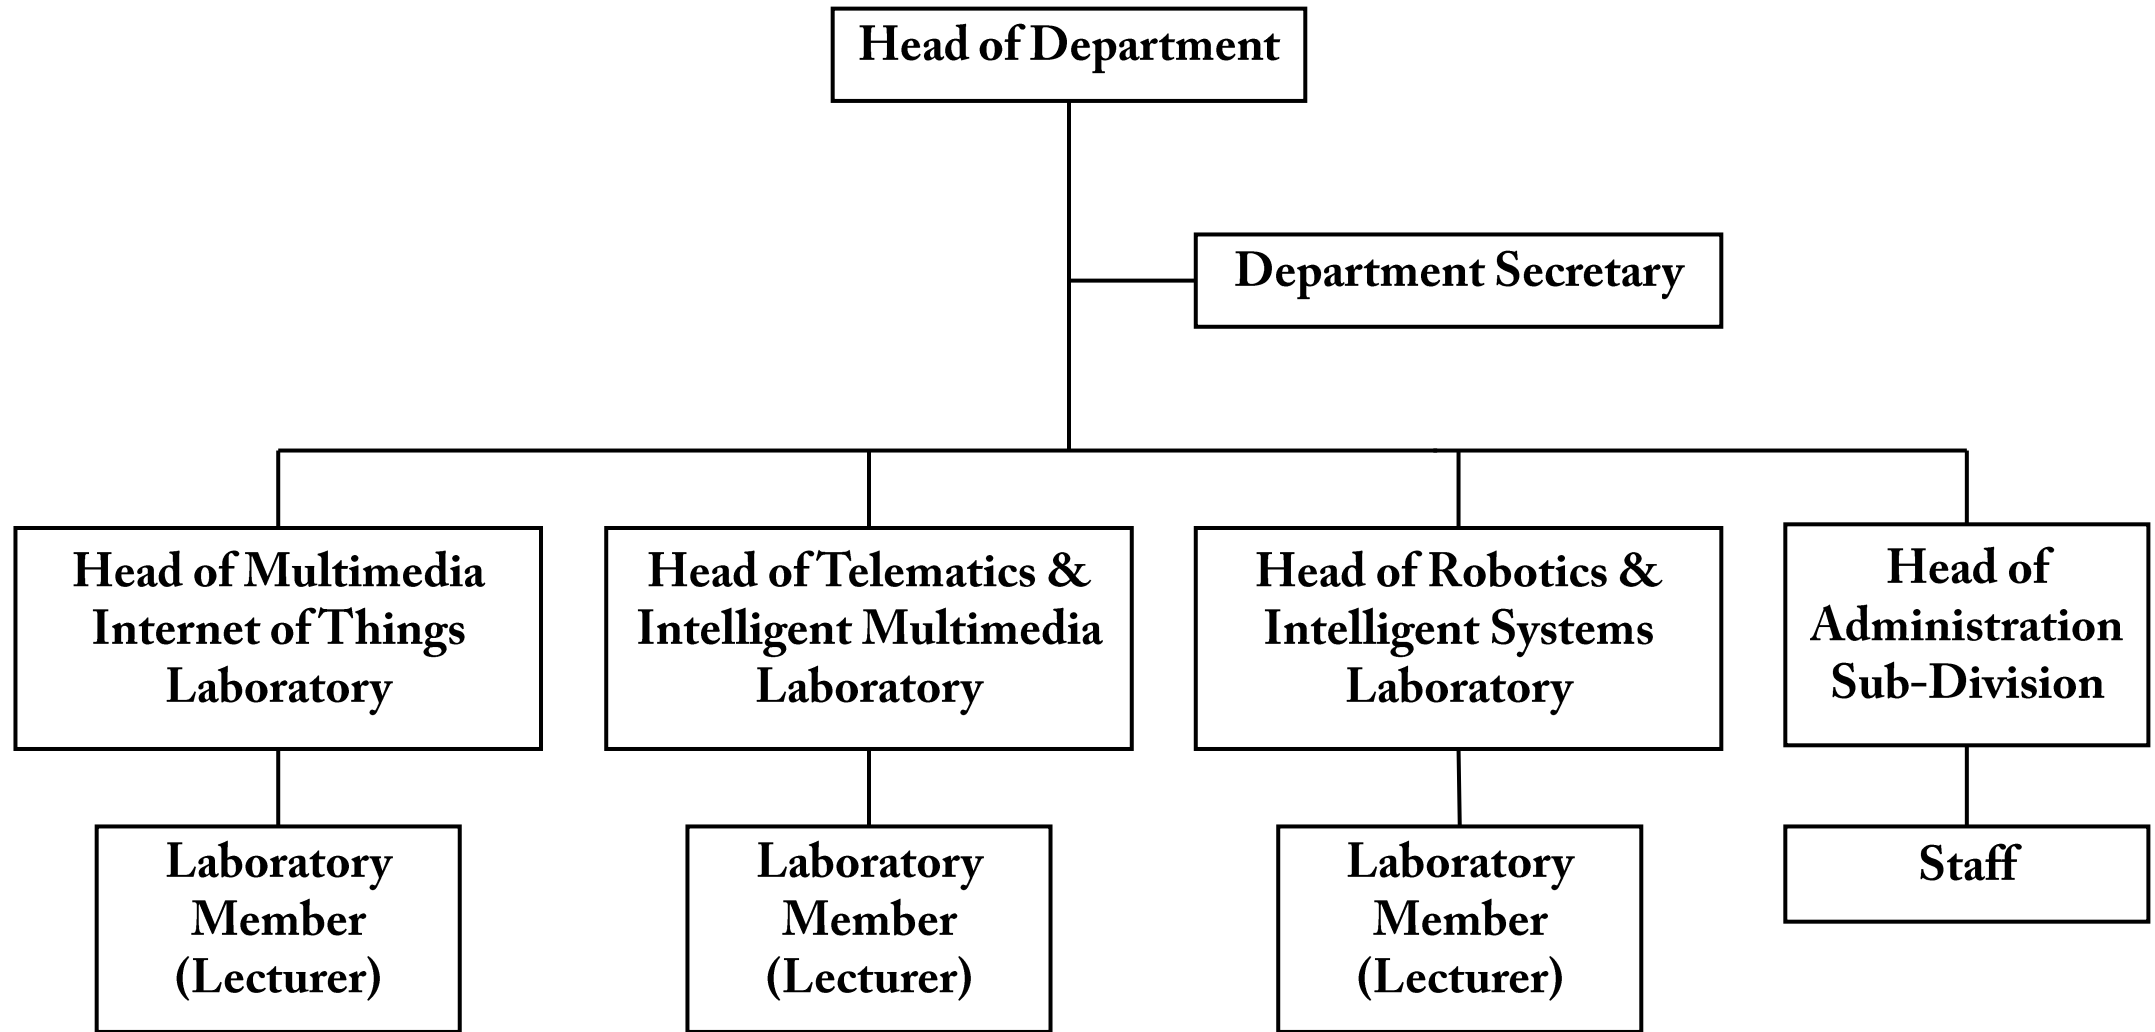 Head of Department
Department Secretary
Head of Multimedia
Internet of Things
Laboratory
Head of Telematics &
Intelligent Multimedia
Laboratory
Head of Robotics &
Intelligent Systems
Laboratory
Head of
Administration
Sub-Division
Laboratory
Member
(Lecturer)
Laboratory
Member
(Lecturer)
Laboratory
Member
(Lecturer)
Staff